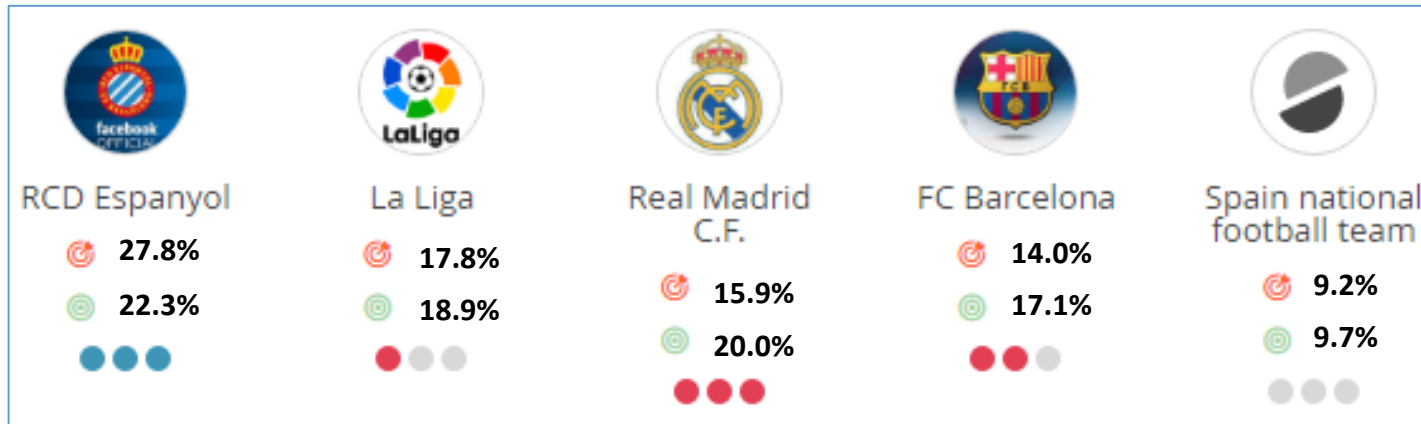 facebook
OFFICIAL
LaLiga
FCB
RCD Espanyol
27.8%
22.3%
La Liga
17.8%
18.9%
Real Madrid
C.F.
15.9%
20.0%
FC Barcelona
14.0%
17.1%
Spain national
football team
9.2%
9.7%